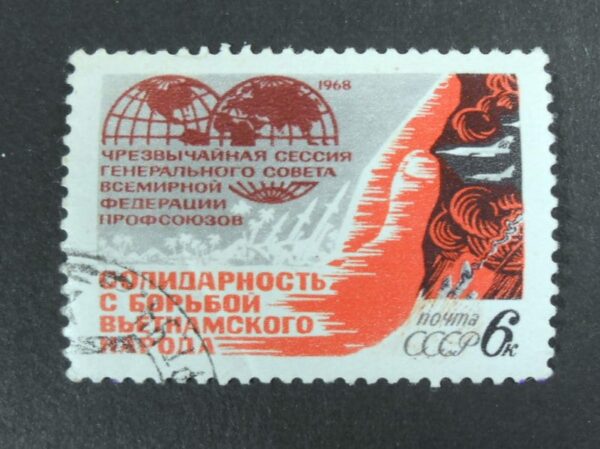 1968
ЧРЕЗВЫЧАЙНАЯ СЕССИЯ
ГЕНЕРАЛЬНОГО СОВЕТА
ВСЕМИРНОЙ
ФЕДЕРАЦИИ
ПРОФСОЮЗОВ
СОЛИДАРНОСТЬ
С БОРЬБОЙ
ВЬЕТНАМСКОГО
НАРОДА
почта
СССР 6к